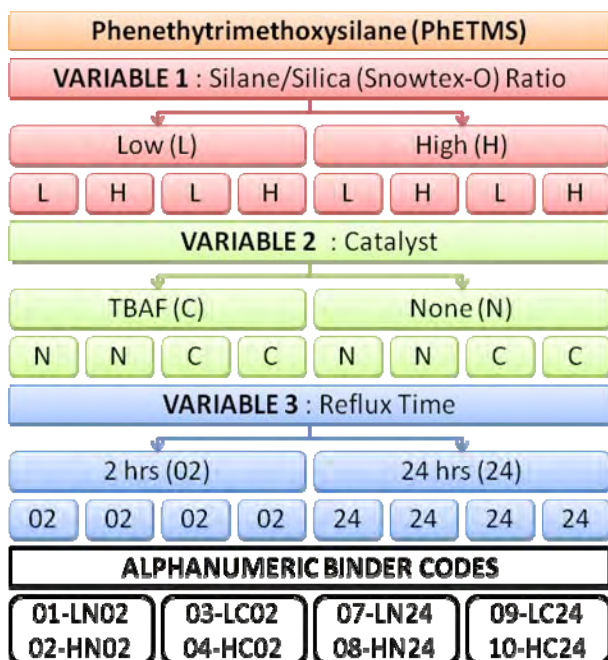 Phenethytrimethoxysilane (PhETMS)
VARIABLE 1 : Silane/Silica (Snowtex-O) Ratio
Low (L) High (H)
L H L H L H L H
VARIABLE 2 : Catalyst
TBAF (C) None (N)
N N C C N N C C
VARIABLE 3 : Reflux Time
2 hrs (02) 24 hrs (24)
02 02 02 02 24 24 24 24
ALPHANUMERIC BINDER CODES
01-LN02 03-LC02 07-LN24 09-LC24
02-HN02 04-HC02 08-HN24 10-HC24